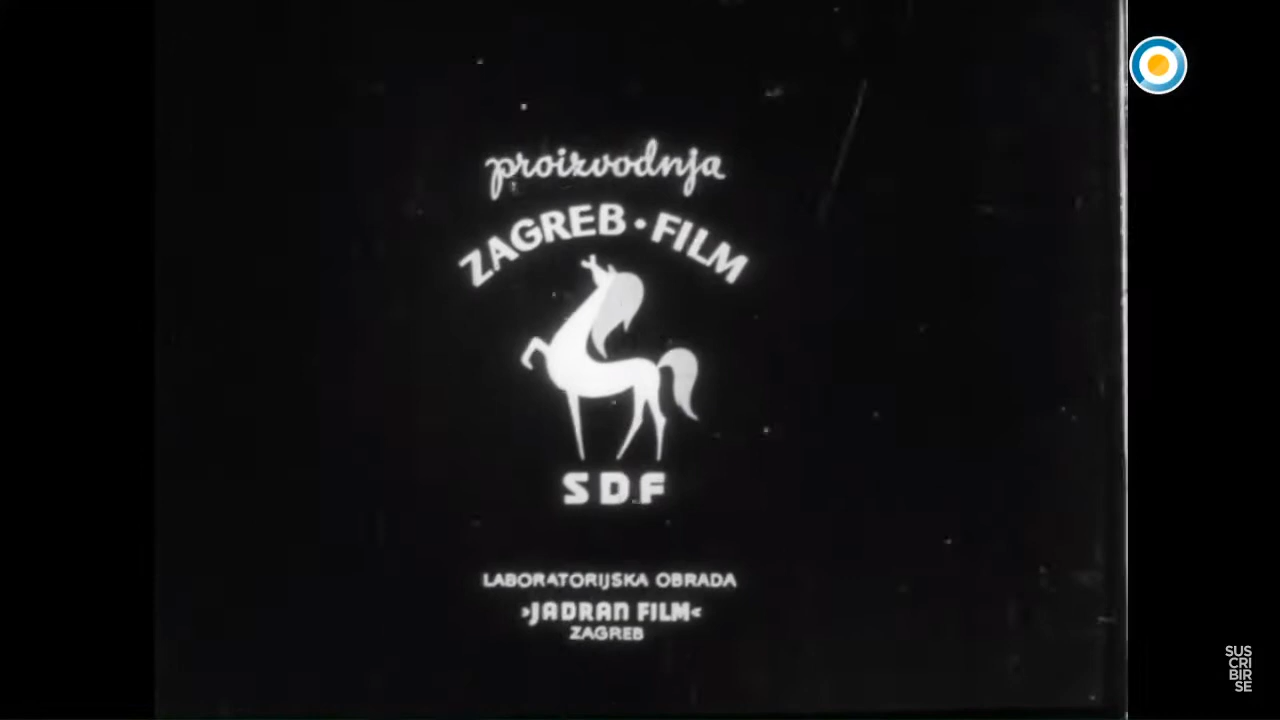 proizvodnja
ZAGREB • FILM
SDF
LABORATORIJSKA OBRADA
»JADRAN FILM«
ZAGREB
SUS
CRI
BIR
SE